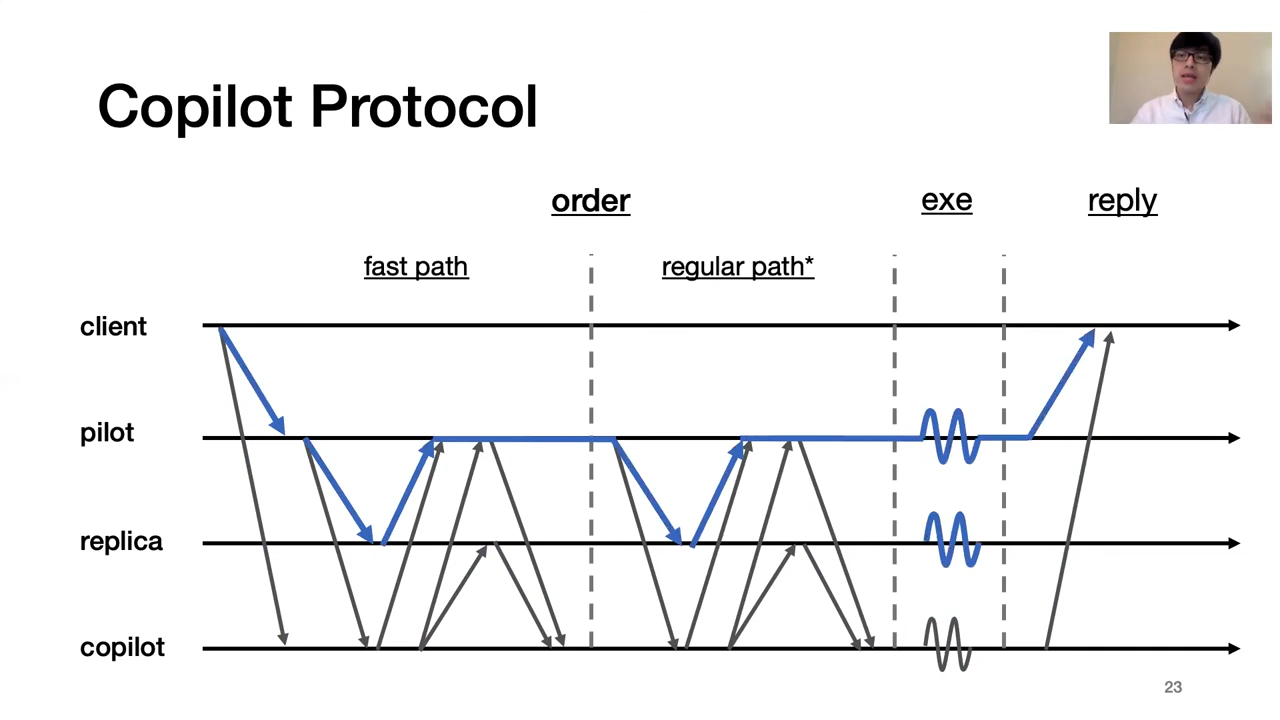 Copilot Protocol
order
exe
reply
fast path
regular path*
client
pilot
replica
copilot
23